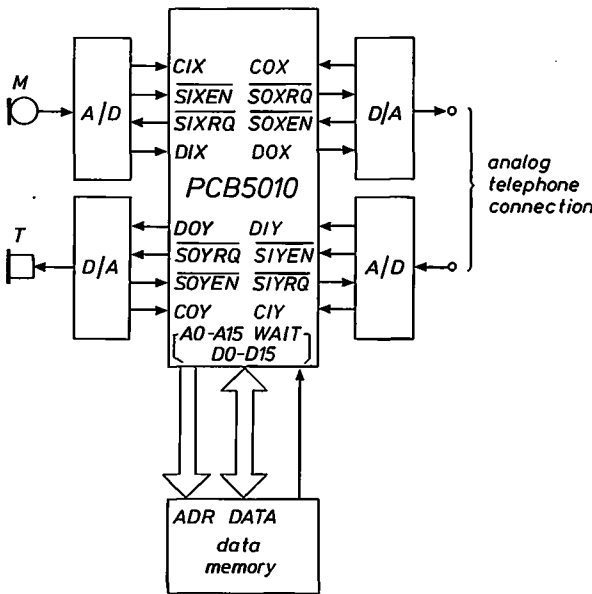 M
A/D
CIX COX
SIXEN SOXRQ
SIXRQ SOXEN
DIX DOX
D/A
PCB5010
analog
telephone
connection
T
D/A
DOY DIY
SOYRQ SIYEN
SOYEN SIYRQ
COY CIY
A/D
A0-A15 WAIT
D0-D15
ADR DATA
data
memory